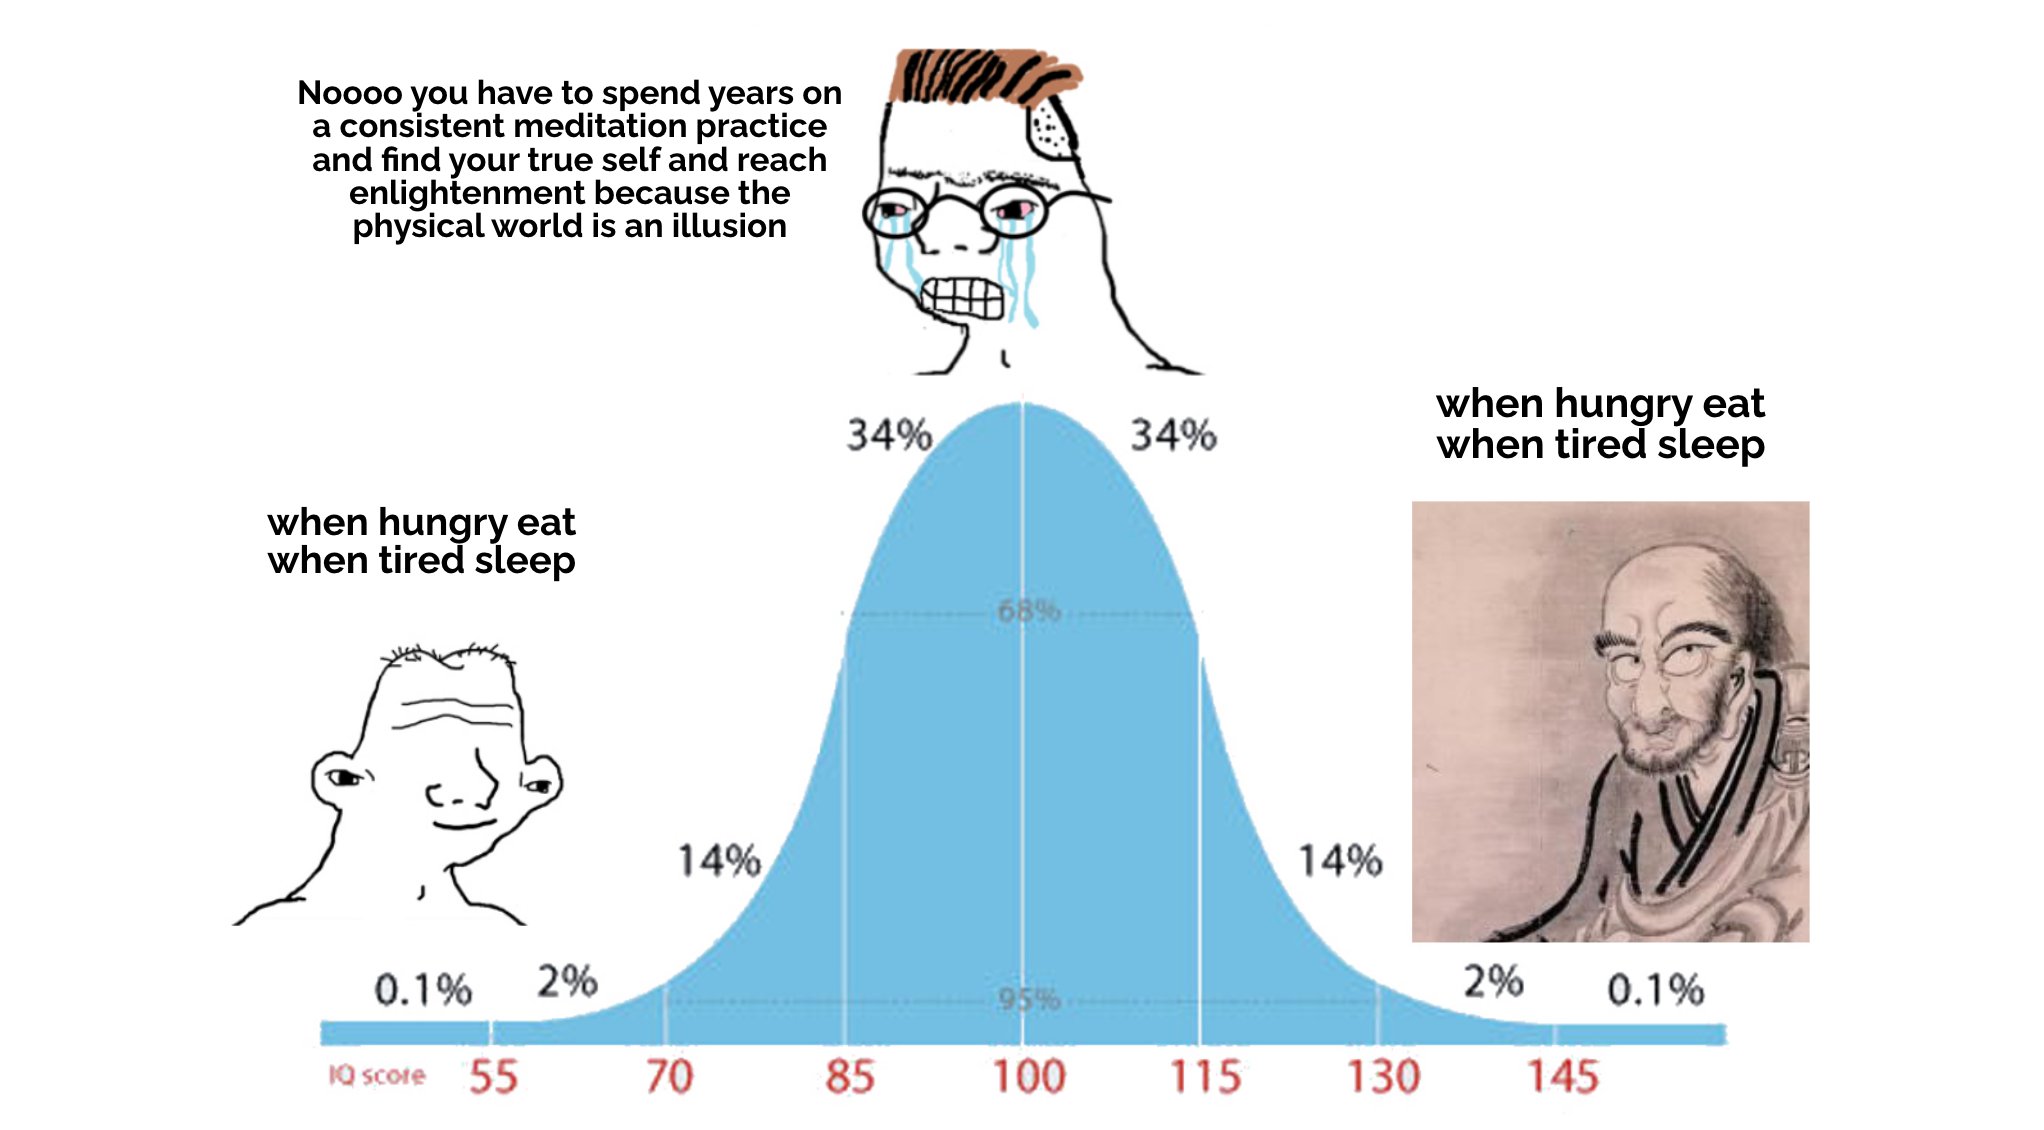 Noooo you have to spend years on
a consistent meditation practice
and find your true self and reach
enlightenment because the
physical world is an illusion
when hungry eat
when tired sleep
when hungry eat
when tired sleep
34%
34%
68%
14%
14%
0.1%
2%
95%
2%
0.1%
IQ score 55 70 85 100 115 130 145